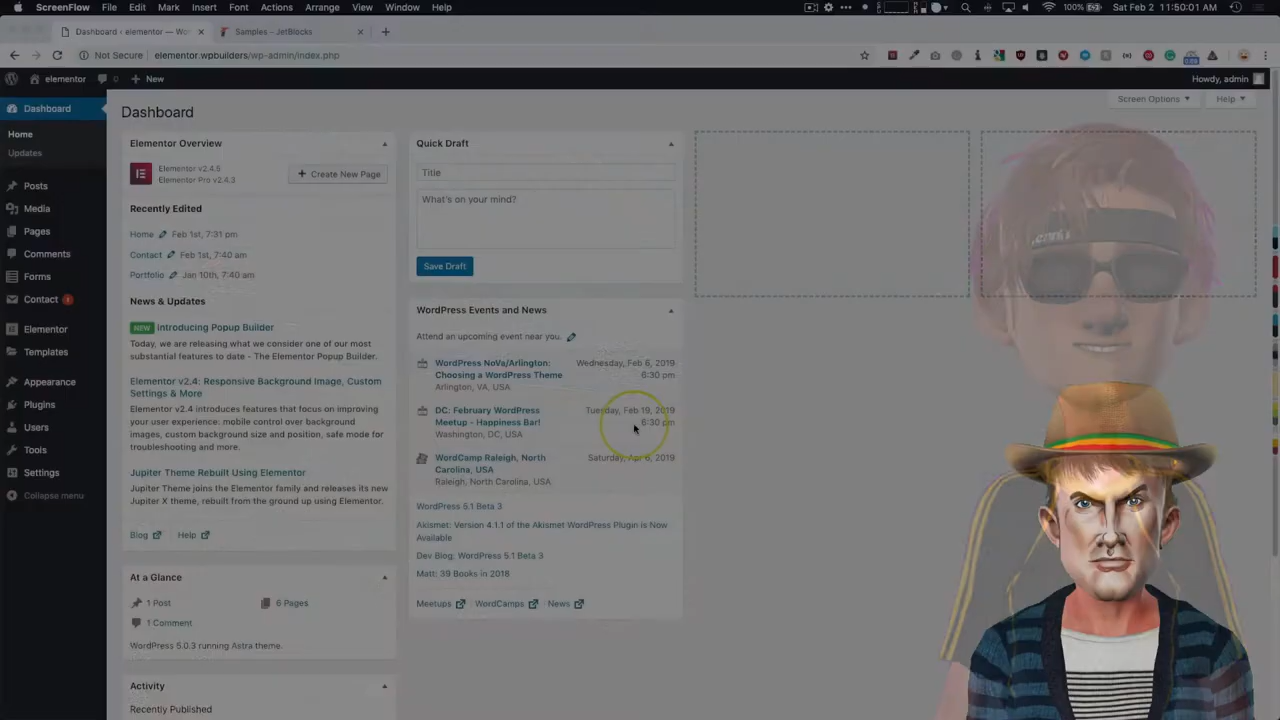 ScreenFlow File Edit Mark Insert Font Actions Arrange View Window Help 100% Sat Feb 2 11:50:01 AM
Dashboard ‹ elementor — Wo
Samples – JetBlocks
Not Secure elementor.wpbuilders/wp-admin/index.php
elementor 0 New Howdy, admin
Dashboard
Home
Updates
Posts
Media
Pages
Comments
Forms
Contact 1
Elementor
Templates
Appearance
Plugins
Users
Tools
Settings
Collapse menu
Dashboard
Screen Options Help
Elementor Overview
Elementor v2.4.5
Elementor Pro v2.4.3
Create New Page
Recently Edited
Home Feb 1st, 7:31 pm
Contact Feb 1st, 7:40 am
Portfolio Jan 10th, 7:40 am
News & Updates
NEW Introducing Popup Builder
Today, we are releasing what we consider one of our most
substantial features to date - The Elementor Popup Builder.
Elementor v2.4: Responsive Background Image, Custom
Settings & More
Elementor v2.4 introduces features that focus on improving
your user experience: mobile control over background
images, custom background size and position, safe mode for
troubleshooting and more.
Jupiter Theme Rebuilt Using Elementor
Jupiter Theme joins the Elementor family and releases its new
Jupiter X theme, rebuilt from the ground up using Elementor.
Blog Help
At a Glance
1 Post 6 Pages
1 Comment
WordPress 5.0.3 running Astra theme.
Activity
Recently Published
Quick Draft
Title
What's on your mind?
Save Draft
WordPress Events and News
Attend an upcoming event near you.
WordPress NoVa/Arlington: Wednesday, Feb 6, 2019
Choosing a WordPress Theme 6:30 pm
Arlington, VA, USA
DC: February WordPress Tuesday, Feb 19, 2019
Meetup - Happiness Bar! 6:30 pm
Washington, DC, USA
WordCamp Raleigh, North Saturday, Apr 6, 2019
Carolina, USA
Raleigh, North Carolina, USA
WordPress 5.1 Beta 3
Akismet: Version 4.1.1 of the Akismet WordPress Plugin is Now
Available
Dev Blog: WordPress 5.1 Beta 3
Matt: 39 Books in 2018
Meetups WordCamps News